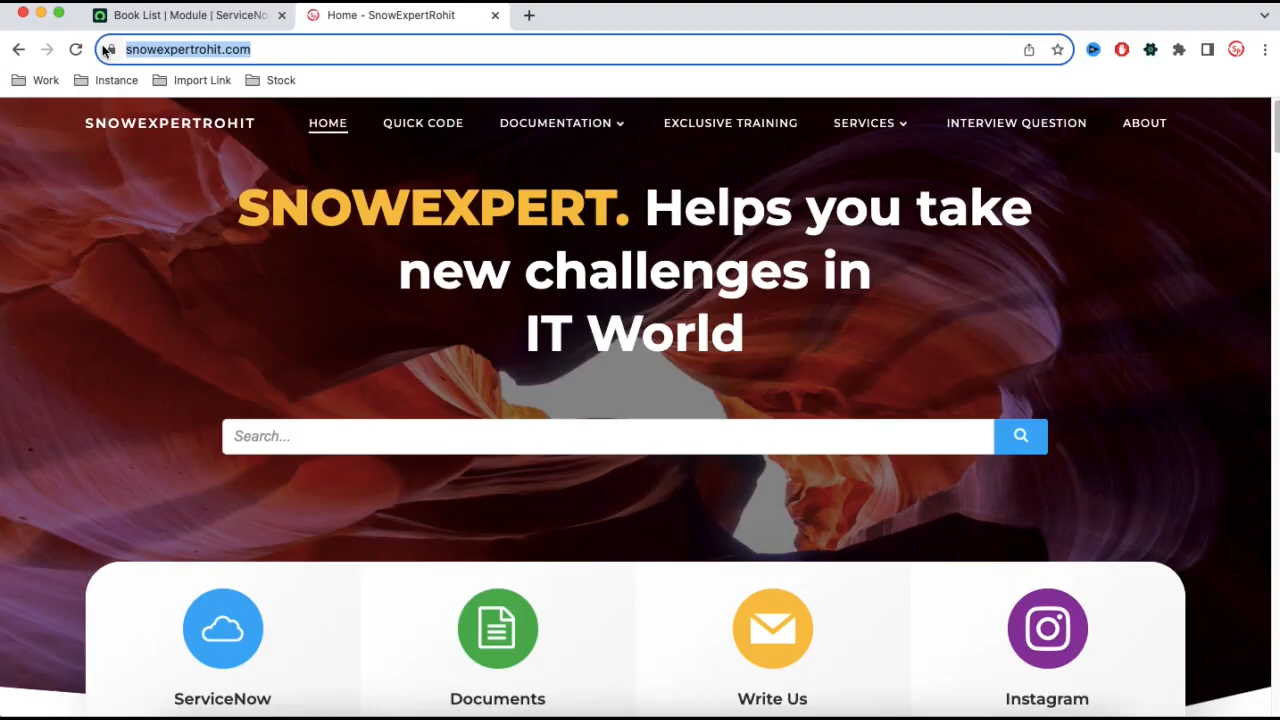 Book List | Module | ServiceNo
Home - SnowExpertRohit
snowexpertrohit.com
Work Instance Import Link Stock
SNOWEXPERTROHIT HOME QUICK CODE DOCUMENTATION EXCLUSIVE TRAINING SERVICES INTERVIEW QUESTION ABOUT
SNOWEXPERT. Helps you take
new challenges in
IT World
Search...
ServiceNow Documents Write Us Instagram